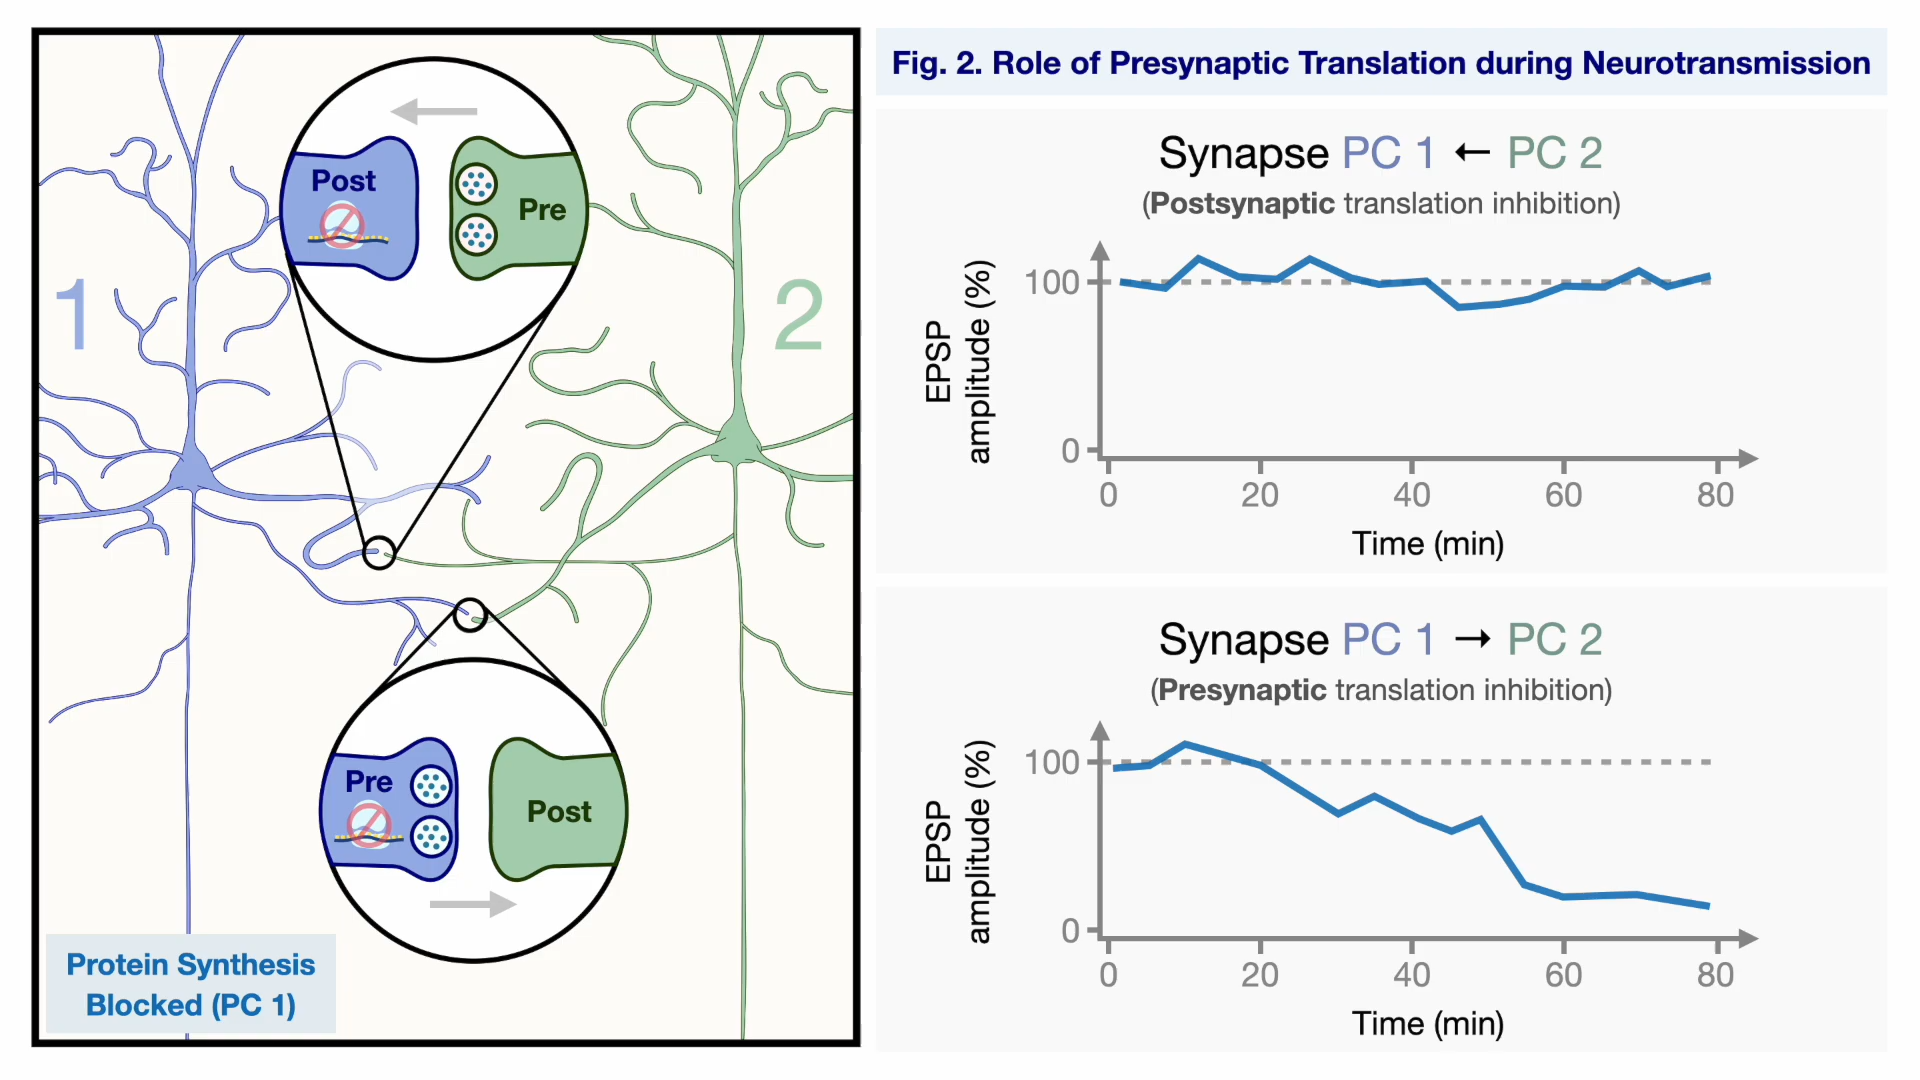 1
2
Post
Pre
Pre
Post
Protein Synthesis
Blocked (PC 1)
Fig. 2. Role of Presynaptic Translation during Neurotransmission
Synapse PC 1 ← PC 2
(Postsynaptic translation inhibition)
EPSP
amplitude (%)
100
0
0 20 40 60 80
Time (min)
Synapse PC 1 → PC 2
(Presynaptic translation inhibition)
EPSP
amplitude (%)
100
0
0 20 40 60 80
Time (min)